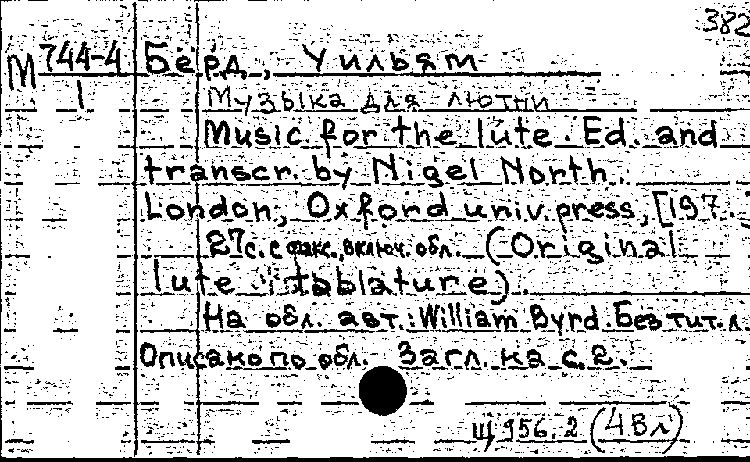 382
М 744-4 Бёрд, Уильям
1 Музыка для лютни
Music for the lute. Ed. and
transcr. by Nigel North.
London, Oxford univ. press, [197
27 с. с факс., включ. обл. (Original
lute tablature).
На обл. авт.: William Byrd. Без тит. л.
Описано по обл. Загл. на с. 2.
Щ 956.2 (4Вл)